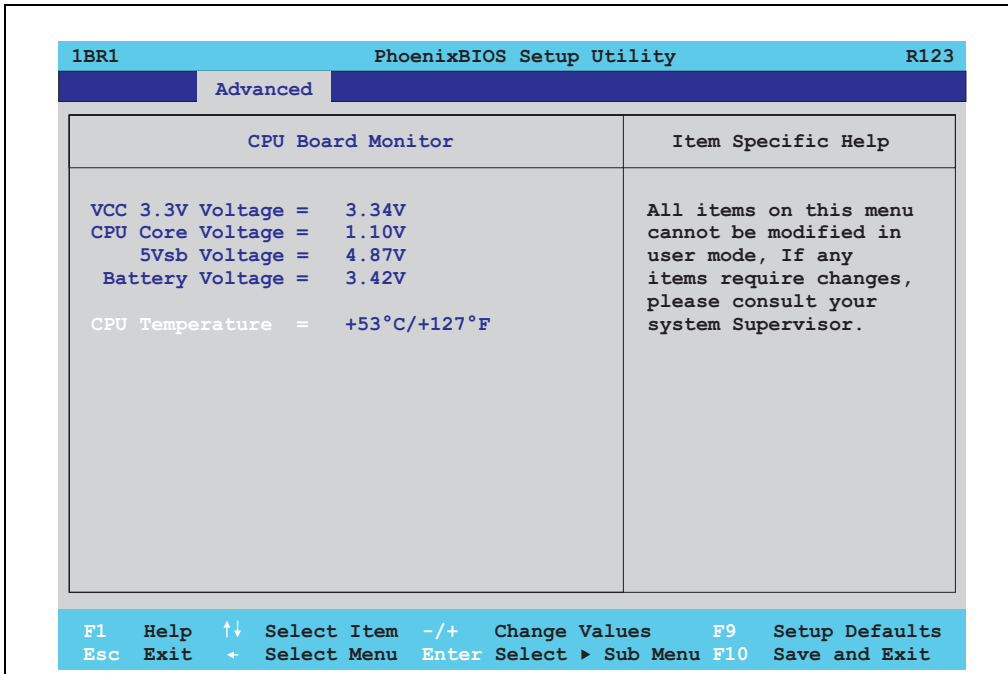 1BR1 PhoenixBIOS Setup Utility R123
Advanced
CPU Board Monitor
Item Specific Help
VCC 3.3V Voltage = 3.34V
CPU Core Voltage = 1.10V
5Vsb Voltage = 4.87V
Battery Voltage = 3.42V
CPU Temperature = +53°C/+127°F
All items on this menu
cannot be modified in
user mode, If any
items require changes,
please consult your
system Supervisor.
F1 Help ↑↓ Select Item -/+ Change Values F9 Setup Defaults
Esc Exit ← Select Menu Enter Select ▶ Sub Menu F10 Save and Exit